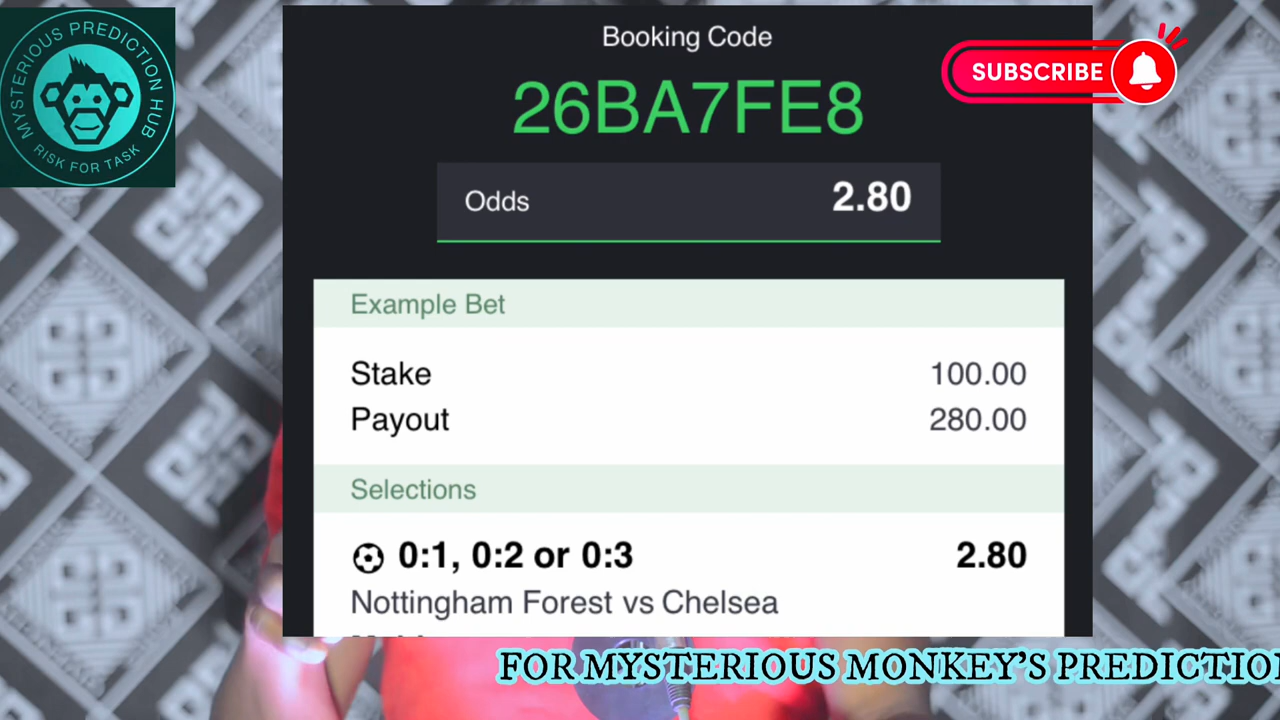 MYSTERIOUS PREDICTION HUB
RISK FOR TASK
Booking Code
26BA7FE8
SUBSCRIBE
Odds 2.80
Example Bet
Stake 100.00
Payout 280.00
Selections
0:1, 0:2 or 0:3 2.80
Nottingham Forest vs Chelsea
FOR MYSTERIOUS MONKEY'S